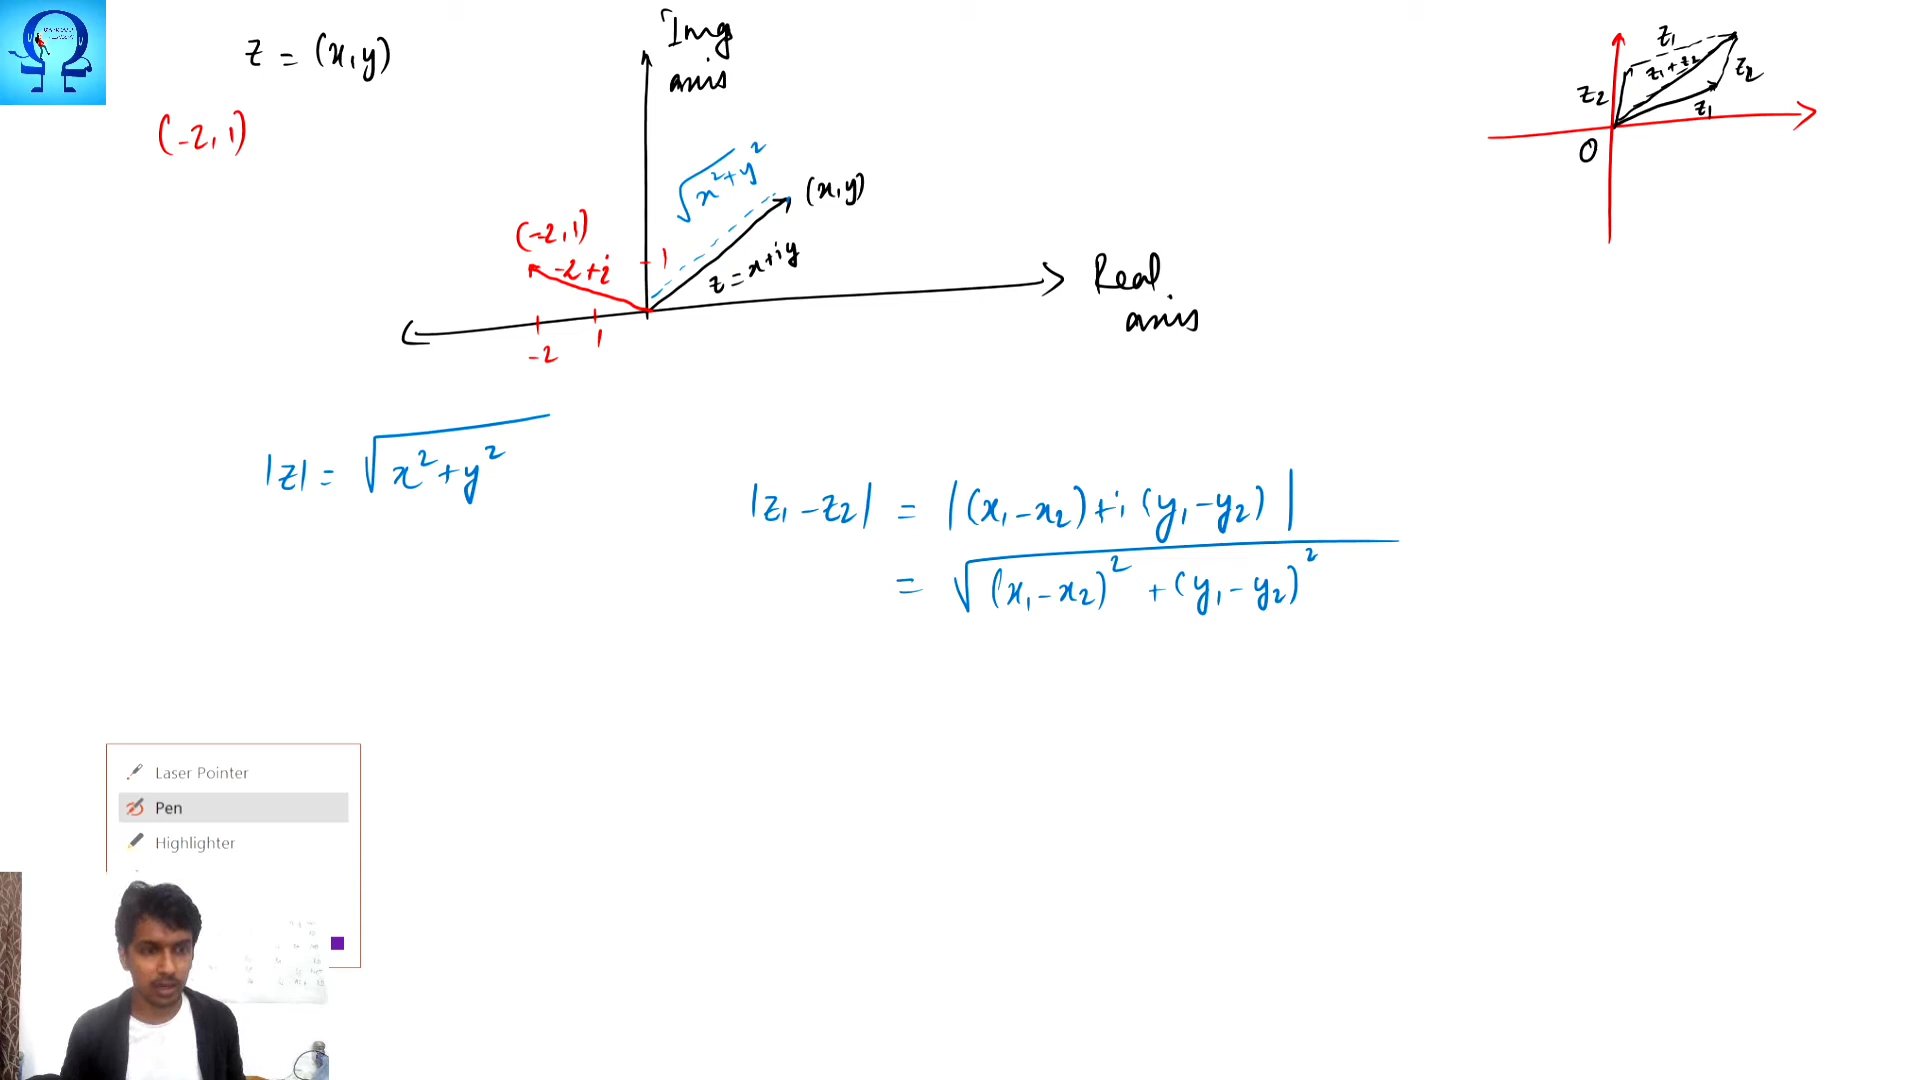 z = (x,y)
(-2,1)
Img
axis
√x²+y²
(x,y)
z = x+iy
(-2,1)
-2+i
1
-2
1
Real
axis
z₁
z₁+z₂
z₂
z₂
z₁
O
|z| = √x²+y²
|z₁-z₂| = |(x₁-x₂)+i(y₁-y₂)|
= √(x₁-x₂)²+(y₁-y₂)²
Laser Pointer
Pen
Highlighter